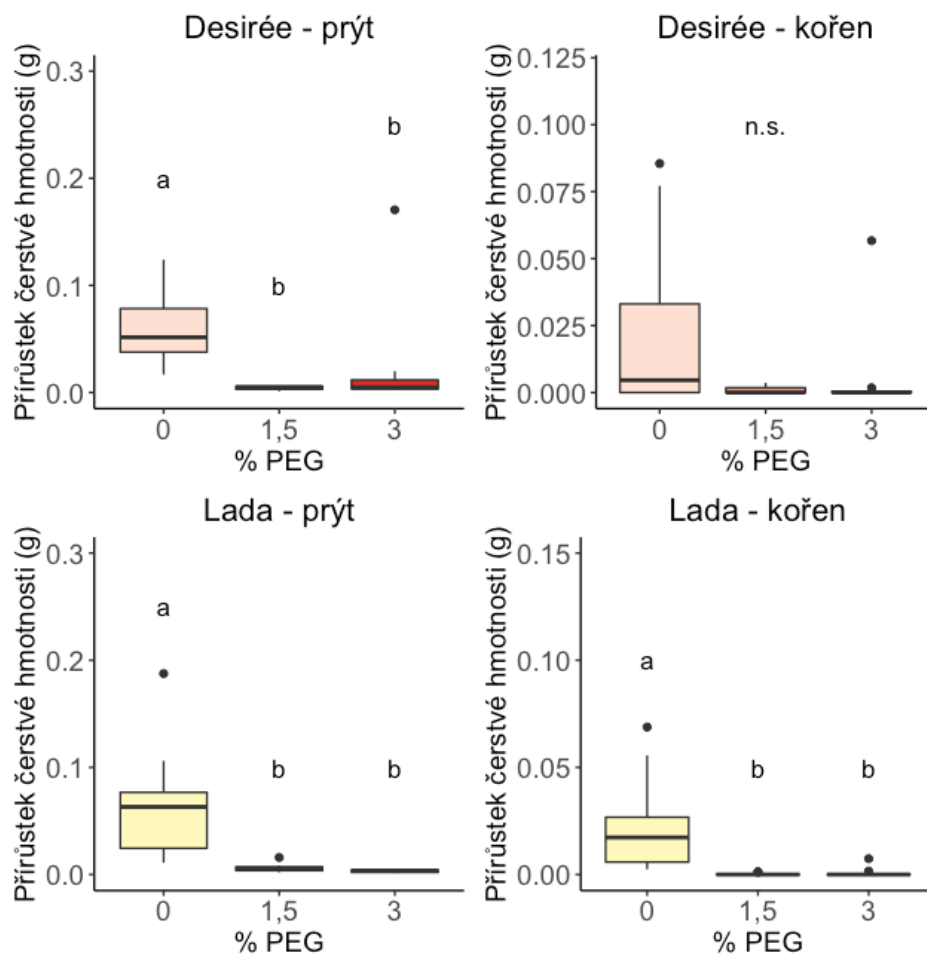 Desirée - prýt
Přírůstek čerstvé hmotnosti (g)
0.3
0.2
0.1
0.0
a
b
b
0
1,5
3
% PEG
Desirée - kořen
Přírůstek čerstvé hmotnosti (g)
0.125
0.100
0.075
0.050
0.025
0.000
n.s.
0
1,5
3
% PEG
Lada - prýt
Přírůstek čerstvé hmotnosti (g)
0.3
0.2
0.1
0.0
a
b
b
0
1,5
3
% PEG
Lada - kořen
Přírůstek čerstvé hmotnosti (g)
0.15
0.10
0.05
0.00
a
b
b
0
1,5
3
% PEG